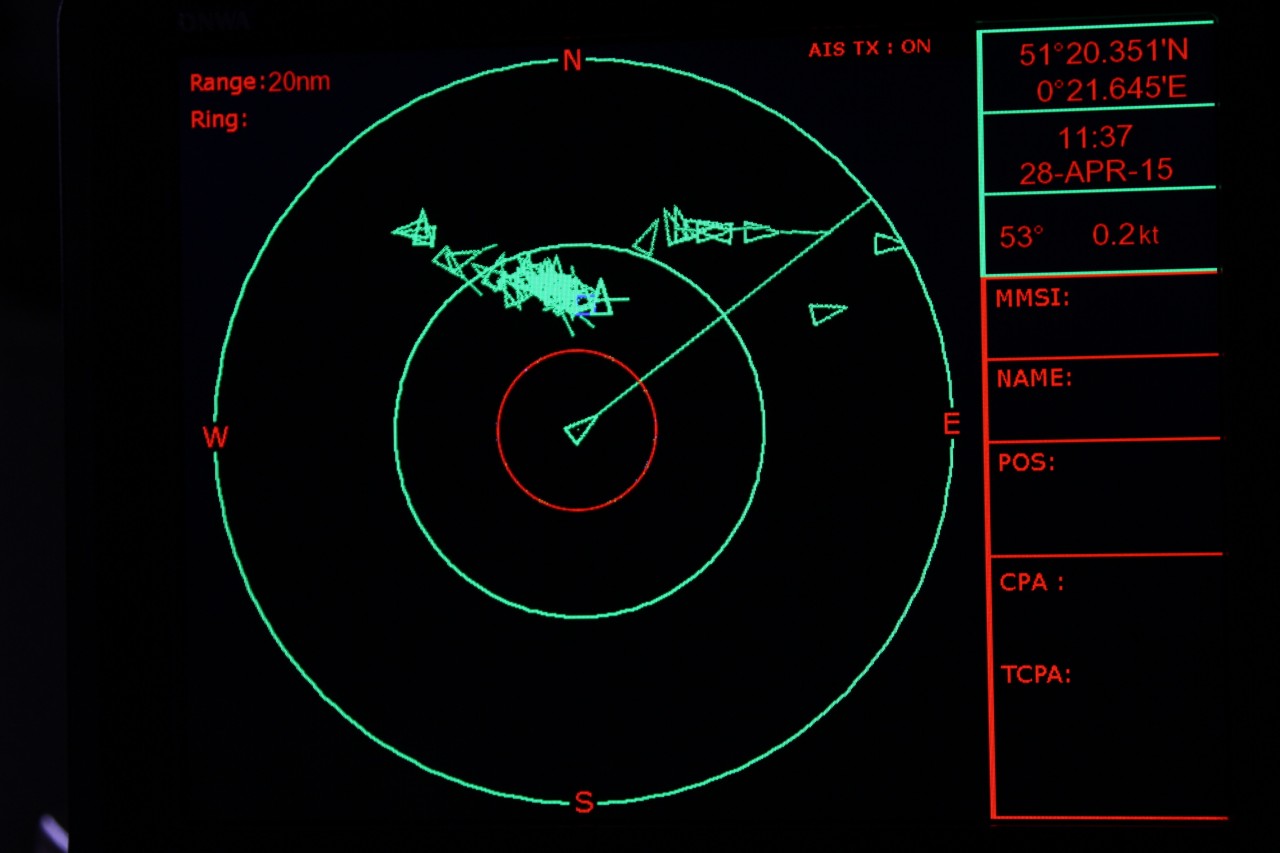 ONWA
N
AIS TX : ON
Range:20nm
Ring:
W
E
S
51°20.351'N
0°21.645'E
11:37
28-APR-15
53° 0.2kt
MMSI:
NAME:
POS:
CPA :
TCPA: